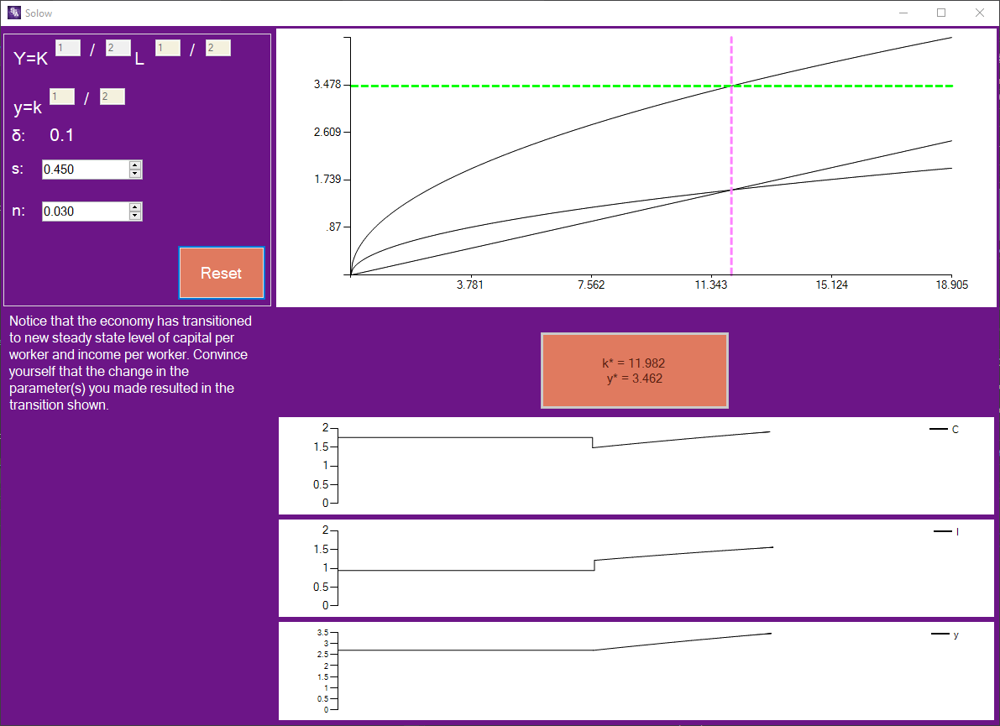 Solow
Y=K 1 / 2 L 1 / 2
y=k 1 / 2
δ: 0.1
s: 0.450
n: 0.030
Reset
Notice that the economy has transitioned
to new steady state level of capital per
worker and income per worker. Convince
yourself that the change in the
parameter(s) you made resulted in the
transition shown.
3.478
2.609
1.739
.87
3.781 7.562 11.343 15.124 18.905
k* = 11.982
y* = 3.462
2
1.5
1
0.5
0
C
2
1.5
1
0.5
0
I
3.5
3
2.5
2
1.5
1
0.5
0
y